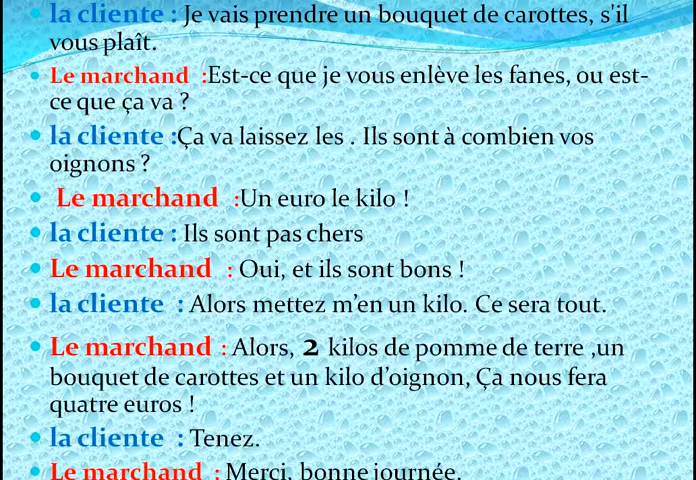 la cliente : Je vais prendre un bouquet de carottes, s'il
vous plaît.
Le marchand :Est-ce que je vous enlève les fanes, ou est-
ce que ça va ?
la cliente :Ça va laissez les . Ils sont à combien vos
oignons ?
Le marchand :Un euro le kilo !
la cliente : Ils sont pas chers
Le marchand : Oui, et ils sont bons !
la cliente : Alors mettez m'en un kilo. Ce sera tout.
Le marchand : Alors, 2 kilos de pomme de terre ,un
bouquet de carottes et un kilo d'oignon, Ça nous fera
quatre euros !
la cliente : Tenez.
Le marchand : Merci, bonne journée.